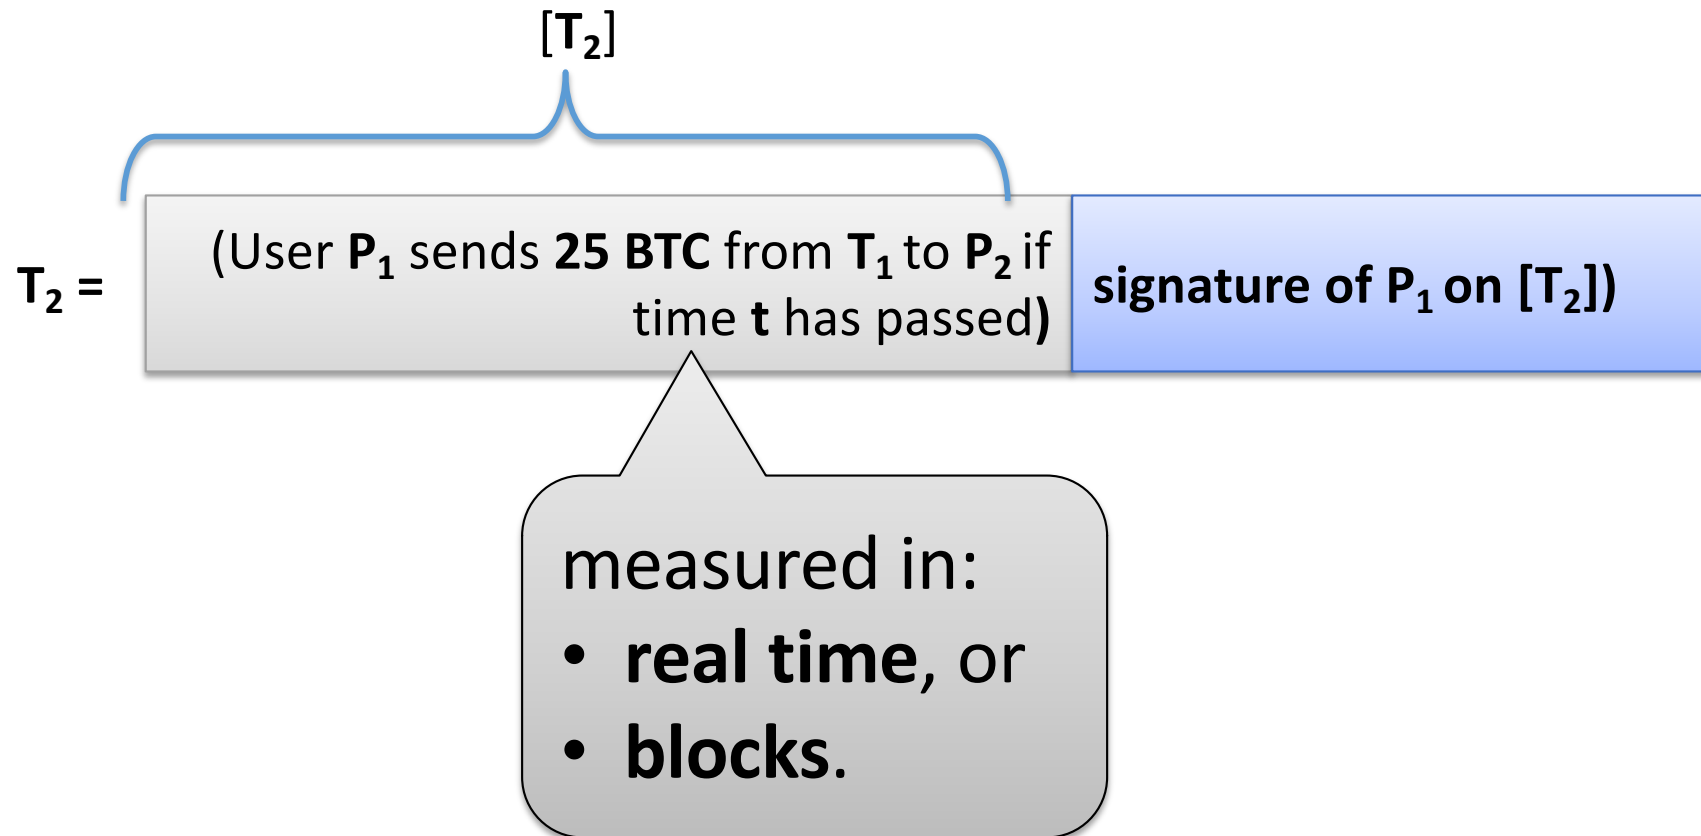 [T₂]
T₂ =
(User P₁ sends 25 BTC from T₁ to P₂ if
time t has passed)
signature of P₁ on [T₂])
measured in:
• real time, or
• blocks.